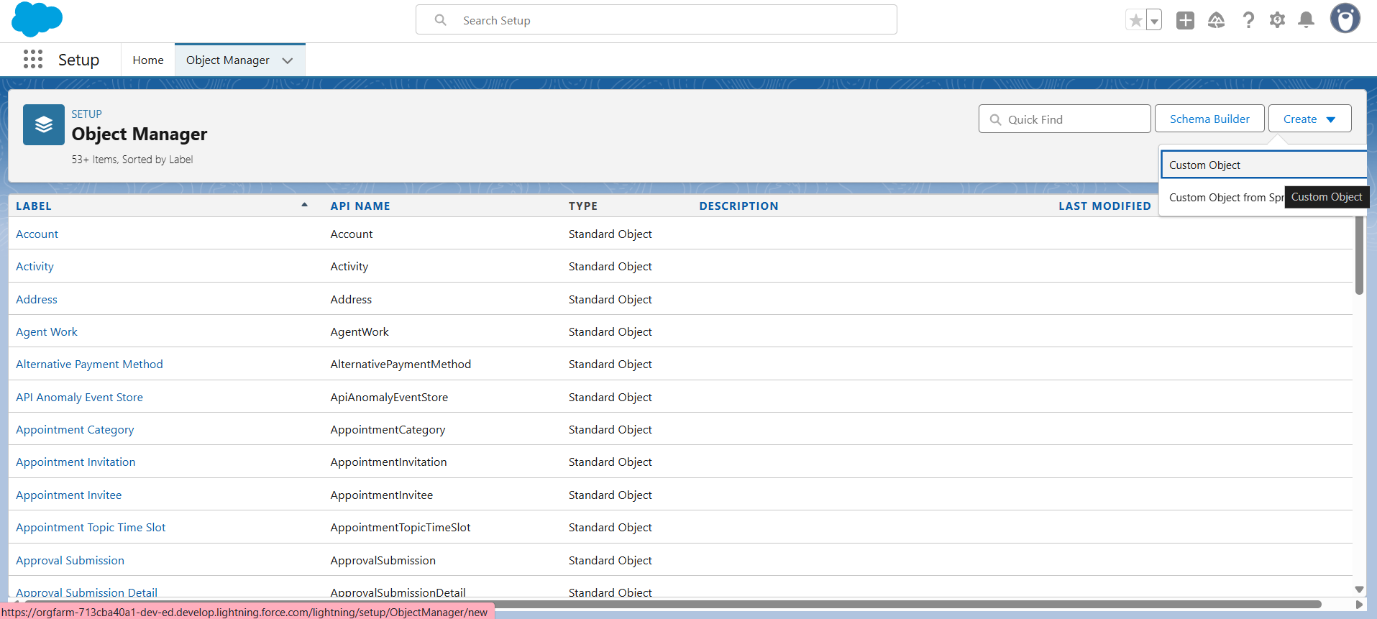 Search Setup
Setup
Home
Object Manager
SETUP
Object Manager
53+ Items, Sorted by Label
Quick Find
Schema Builder
Create
Custom Object
Custom Object from Spr
Custom Object
LABEL API NAME TYPE DESCRIPTION LAST MODIFIED
Account Account Standard Object
Activity Activity Standard Object
Address Address Standard Object
Agent Work AgentWork Standard Object
Alternative Payment Method AlternativePaymentMethod Standard Object
API Anomaly Event Store ApiAnomalyEventStore Standard Object
Appointment Category AppointmentCategory Standard Object
Appointment Invitation AppointmentInvitation Standard Object
Appointment Invitee AppointmentInvitee Standard Object
Appointment Topic Time Slot AppointmentTopicTimeSlot Standard Object
Approval Submission ApprovalSubmission Standard Object
Approval Submission Detail ApprovalSubmissionDetail Standard Object
https://orgfarm-713cba40a1-dev-ed.develop.lightning.force.com/lightning/setup/ObjectManager/new